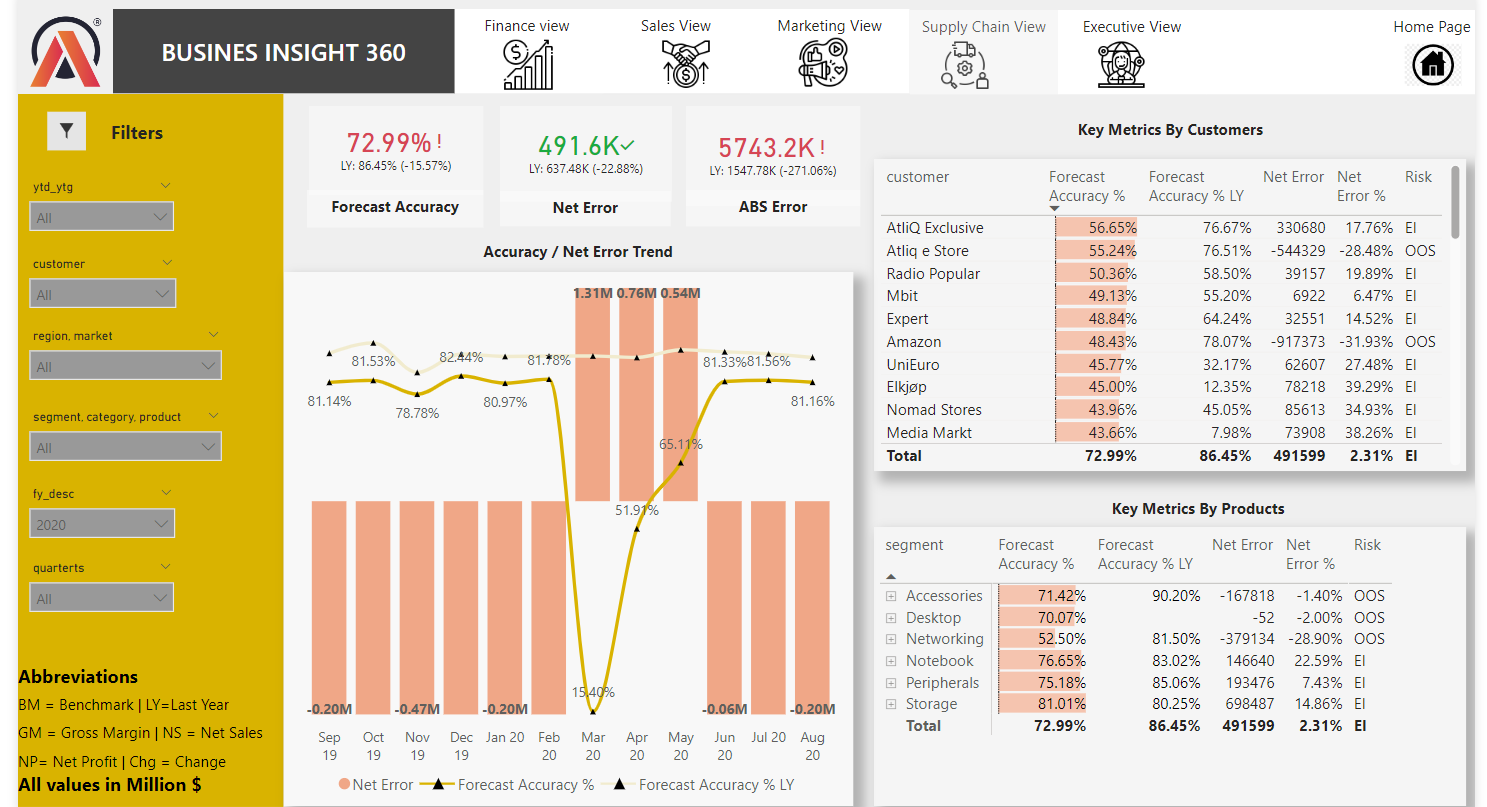 ®
BUSINES INSIGHT 360
Finance view
Sales View
Marketing View
Supply Chain View
Executive View
Home Page
Filters
ytd_ytg
All
customer
All
region, market
All
segment, category, product
All
fy_desc
2020
quarterts
All
Abbreviations
BM = Benchmark | LY=Last Year
GM = Gross Margin | NS = Net Sales
NP= Net Profit | Chg = Change
All values in Million $
72.99% !
LY: 86.45% (-15.57%)
Forecast Accuracy
491.6K
LY: 637.48K (-22.88%)
Net Error
5743.2K !
LY: 1547.78K (-271.06%)
ABS Error
Accuracy / Net Error Trend
1.31M 0.76M 0.54M
81.53% 82.44% 81.78% 81.33% 81.56%
81.14% 78.78% 80.97% 81.16%
65.11%
51.91%
15.40%
-0.20M -0.47M -0.20M -0.06M -0.20M
Sep 19 Oct 19 Nov 19 Dec 19 Jan 20 Feb 20 Mar 20 Apr 20 May 20 Jun 20 Jul 20 Aug 20
Net Error Forecast Accuracy % Forecast Accuracy % LY
Key Metrics By Customers
customer Forecast Accuracy % Forecast Accuracy % LY Net Error Net Error % Risk
AtliQ Exclusive 56.65% 76.67% 330680 17.76% EI
Atliq e Store 55.24% 76.51% -544329 -28.48% OOS
Radio Popular 50.36% 58.50% 39157 19.89% EI
Mbit 49.13% 55.20% 6922 6.47% EI
Expert 48.84% 64.24% 32551 14.52% EI
Amazon 48.43% 78.07% -917373 -31.93% OOS
UniEuro 45.77% 32.17% 62607 27.48% EI
Elkjøp 45.00% 12.35% 78218 39.29% EI
Nomad Stores 43.96% 45.05% 85613 34.93% EI
Media Markt 43.66% 7.98% 73908 38.26% EI
Total 72.99% 86.45% 491599 2.31% EI
Key Metrics By Products
segment Forecast Accuracy % Forecast Accuracy % LY Net Error Net Error % Risk
Accessories 71.42% 90.20% -167818 -1.40% OOS
Desktop 70.07% -52 -2.00% OOS
Networking 52.50% 81.50% -379134 -28.90% OOS
Notebook 76.65% 83.02% 146640 22.59% EI
Peripherals 75.18% 85.06% 193476 7.43% EI
Storage 81.01% 80.25% 698487 14.86% EI
Total 72.99% 86.45% 491599 2.31% EI